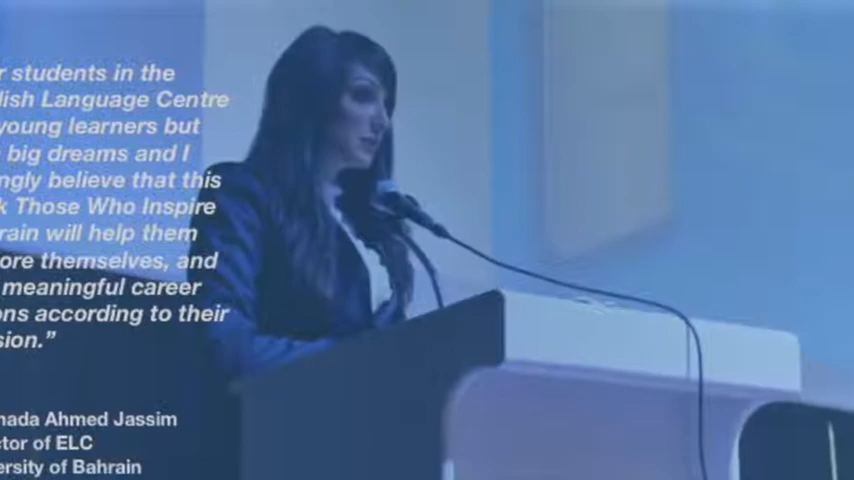 r students in the
lish Language Centre
young learners but
big dreams and I
ngly believe that this
k Those Who Inspire
rain will help them
ore themselves, and
meaningful career
ons according to their
sion.”
nada Ahmed Jassim
ctor of ELC
ersity of Bahrain